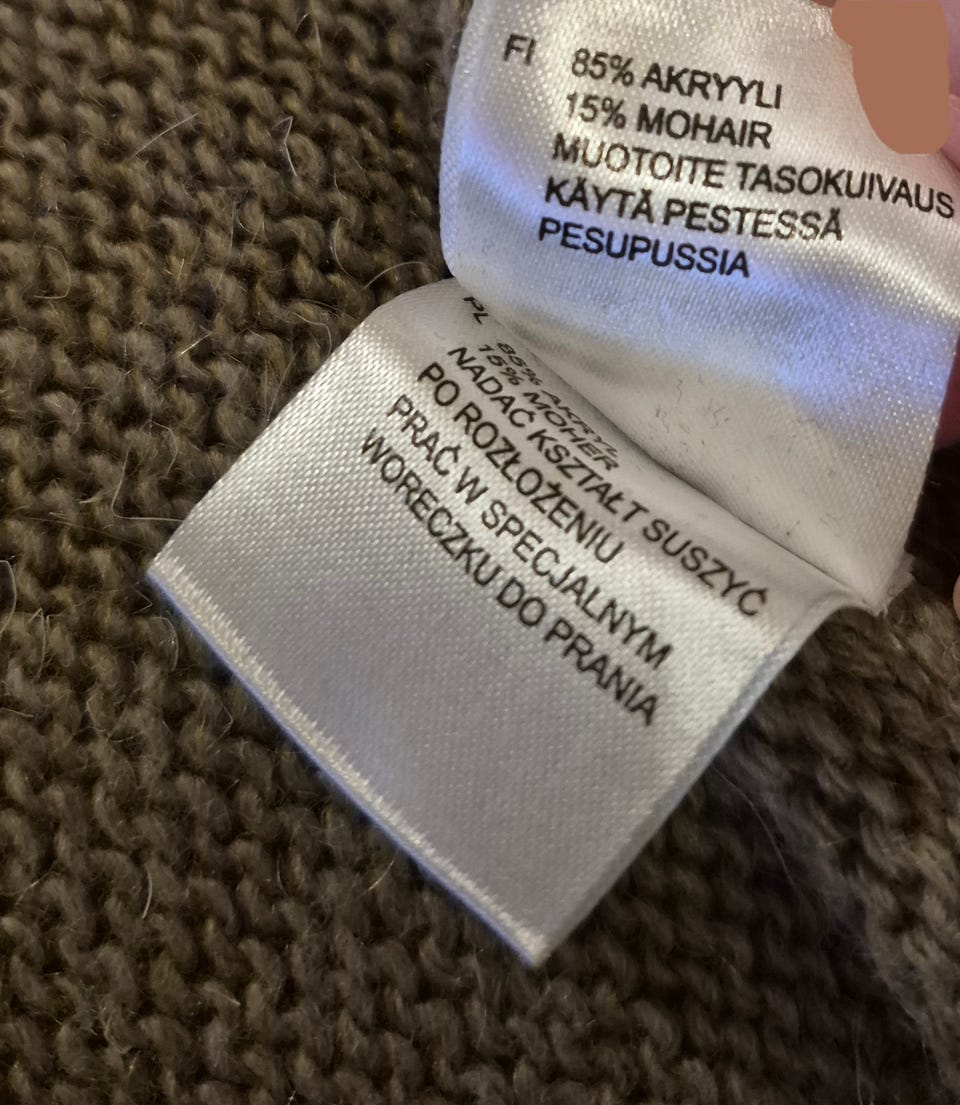 FI 85% AKRYYLI
15% MOHAIR
MUOTOITE TASOKUIVAUS
KÄYTÄ PESTESSÄ
PESUPUSSIA
PL 85% AKRYL
15% MOHER
NADAĆ KSZTAŁT SUSZYĆ
PO ROZŁOŻENIU
PRAĆ W SPECJALNYM
WORECZKU DO PRANIA